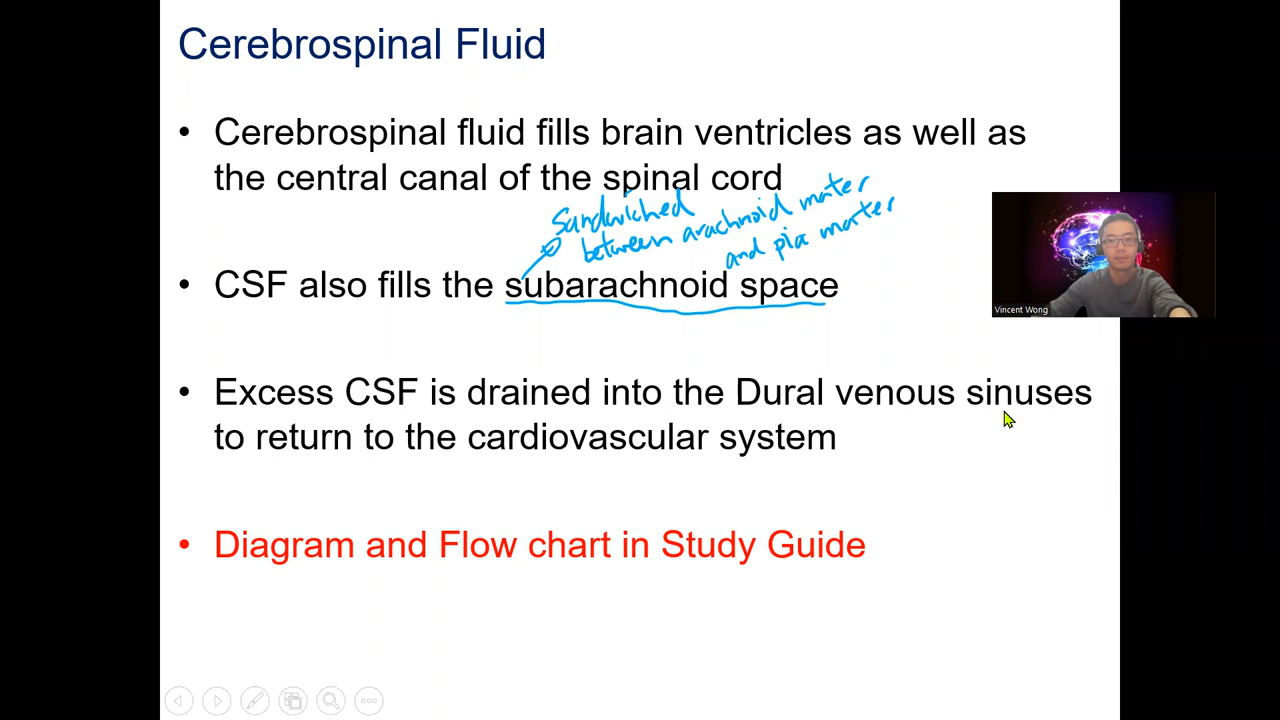 Cerebrospinal Fluid
• Cerebrospinal fluid fills brain ventricles as well as
the central canal of the spinal cord
Sandwiched
between arachnoid mater
and pia mater
• CSF also fills the subarachnoid space
Vincent Wong
• Excess CSF is drained into the Dural venous sinuses
to return to the cardiovascular system
• Diagram and Flow chart in Study Guide